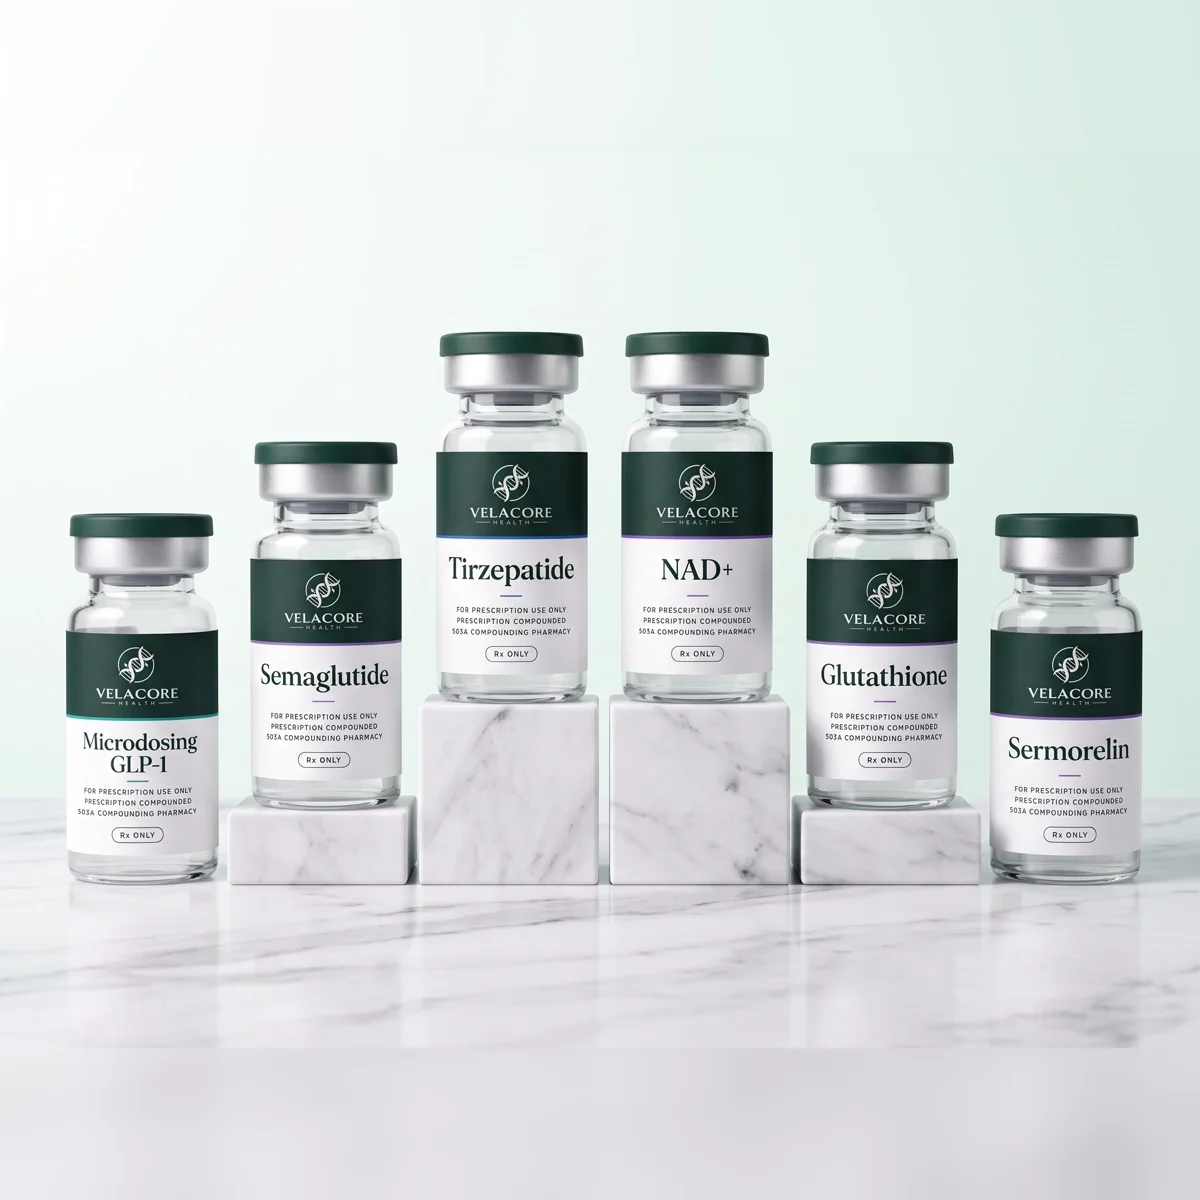 VELACORE
HEALTH
Microdosing
GLP-1
FOR PRESCRIPTION USE ONLY
PRESCRIPTION COMPOUNDED
503A COMPOUNDING PHARMACY
Rx ONLY
VELACORE
HEALTH
Semaglutide
FOR PRESCRIPTION USE ONLY
PRESCRIPTION COMPOUNDED
503A COMPOUNDING PHARMACY
Rx ONLY
VELACORE
HEALTH
Tirzepatide
FOR PRESCRIPTION USE ONLY
PRESCRIPTION COMPOUNDED
503A COMPOUNDING PHARMACY
Rx ONLY
VELACORE
HEALTH
NAD+
FOR PRESCRIPTION USE ONLY
PRESCRIPTION COMPOUNDED
503A COMPOUNDING PHARMACY
Rx ONLY
VELACORE
HEALTH
Glutathione
FOR PRESCRIPTION USE ONLY
PRESCRIPTION COMPOUNDED
503A COMPOUNDING PHARMACY
Rx ONLY
VELACORE
HEALTH
Sermorelin
FOR PRESCRIPTION USE ONLY
PRESCRIPTION COMPOUNDED
503A COMPOUNDING PHARMACY
Rx ONLY